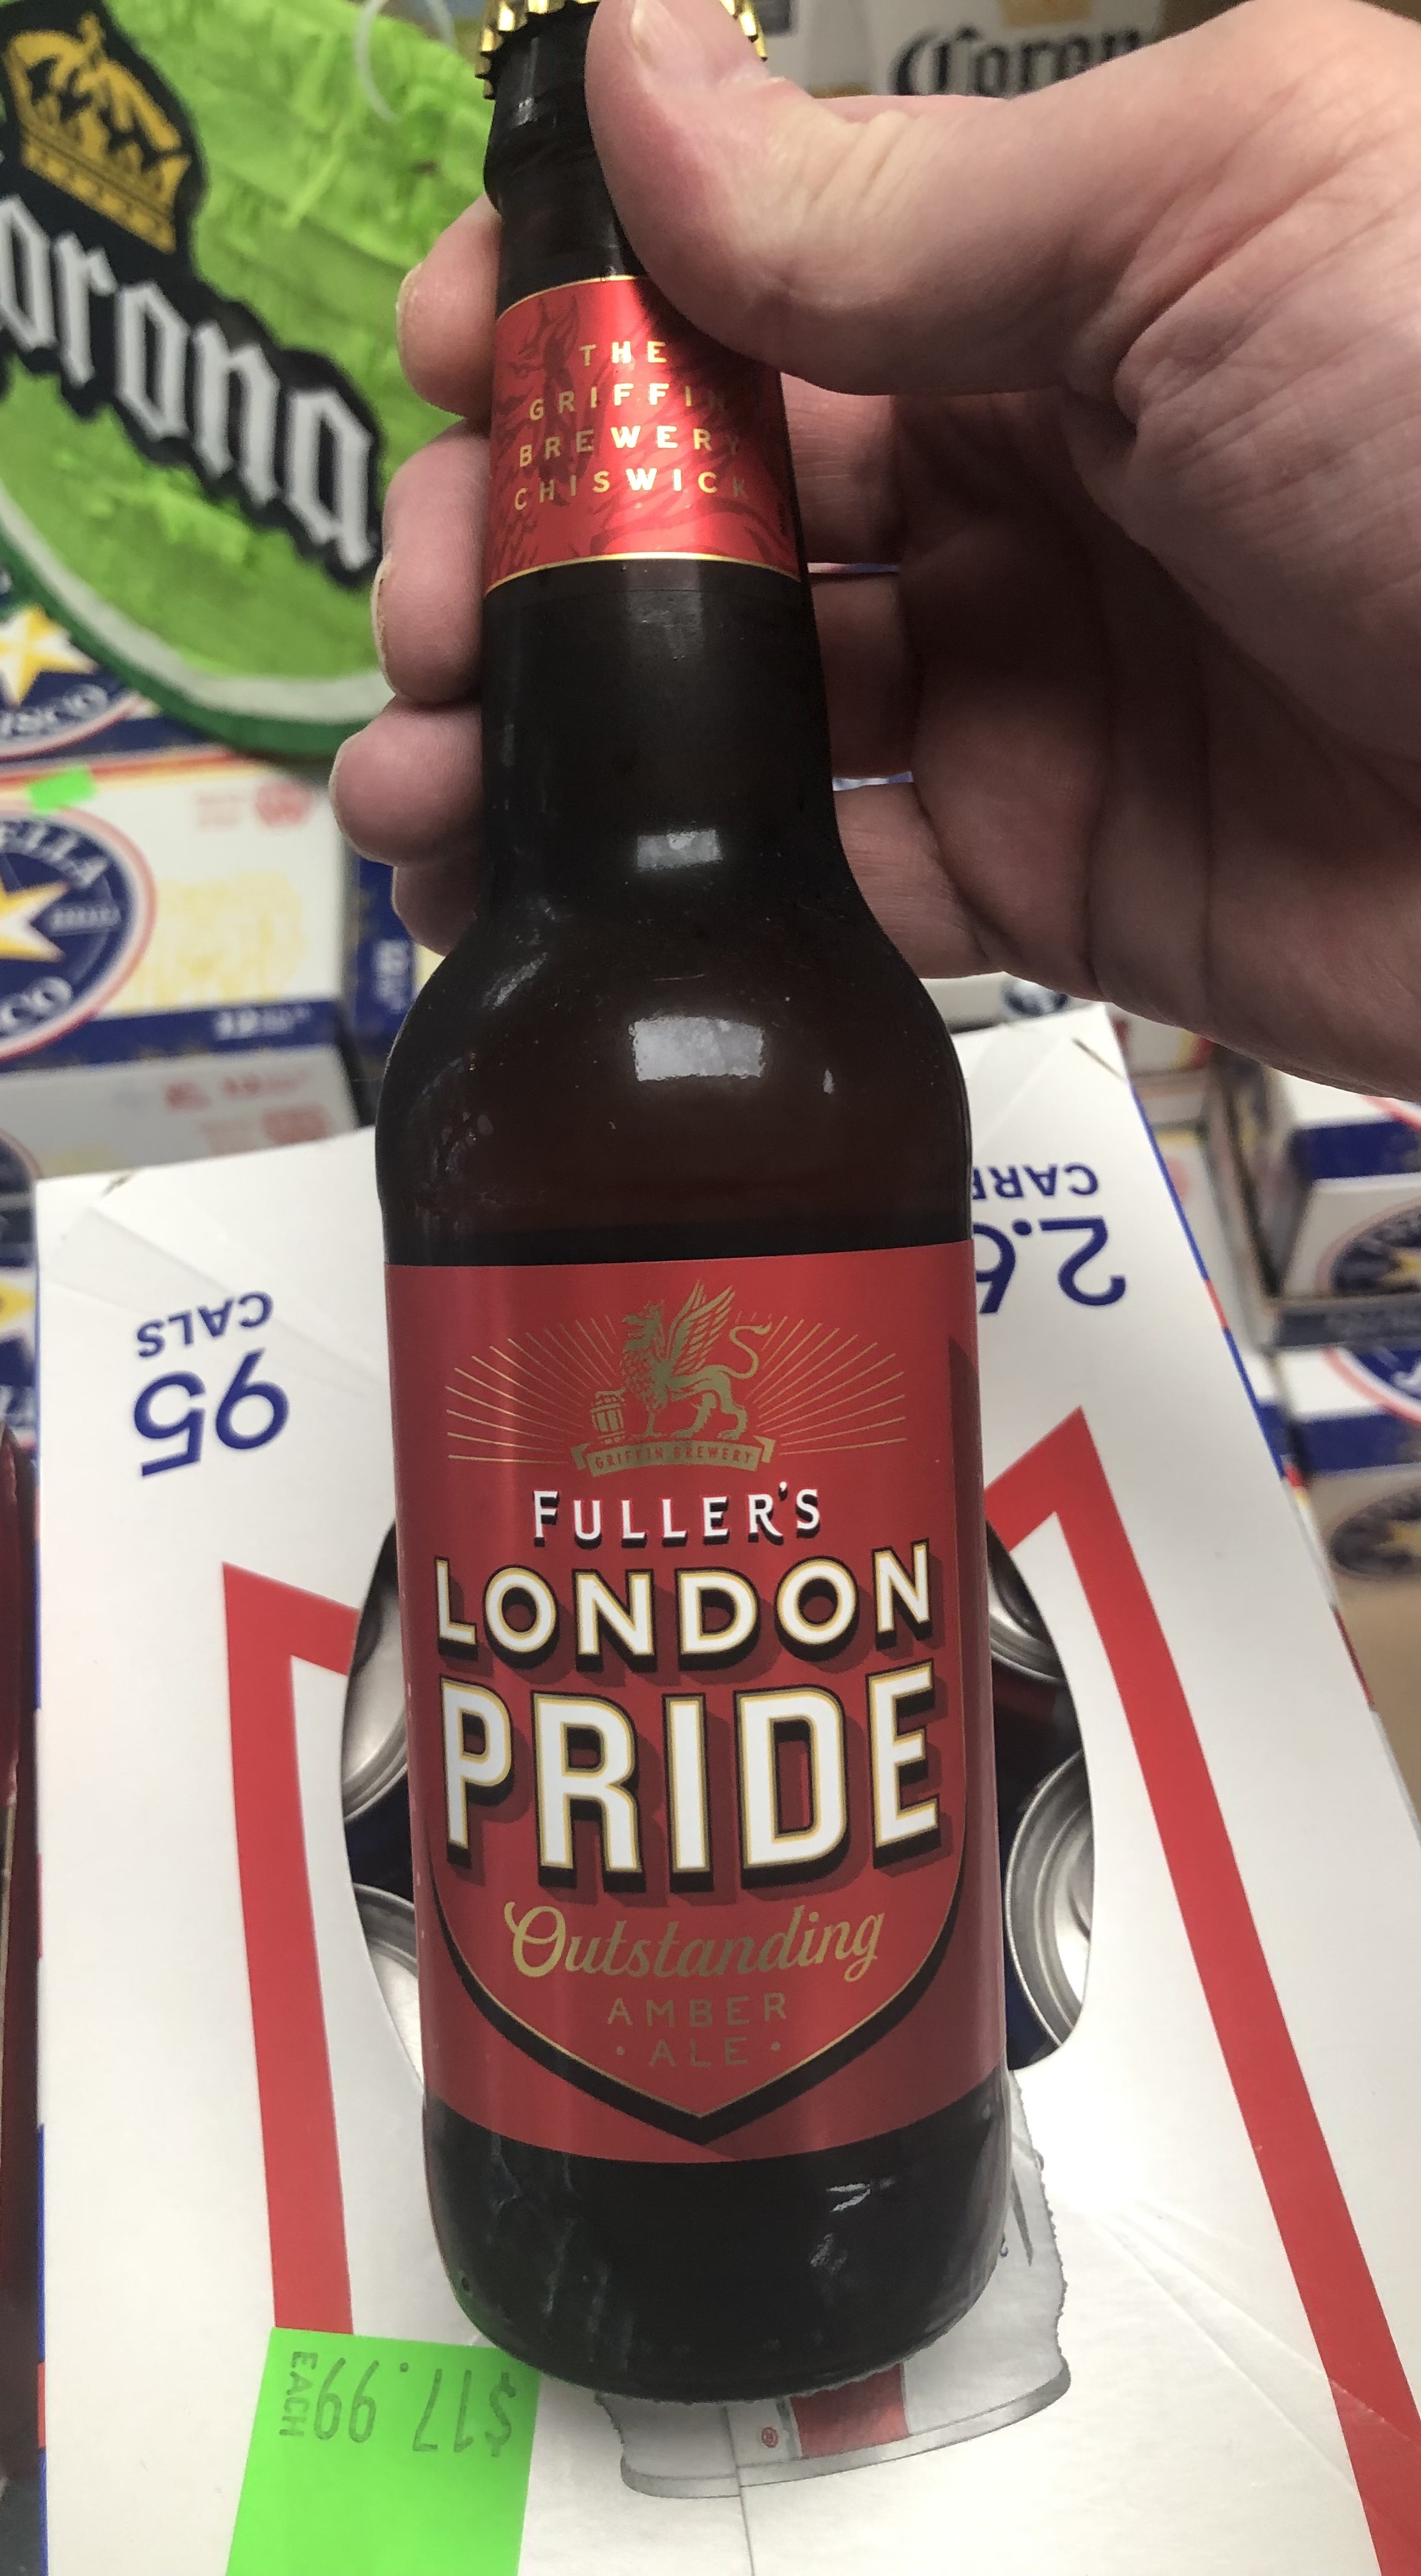 Corona
THE
GRIFFIN
BREWERY
CHISWICK
CALS
95
2.6
GRIFFIN BREWERY
FULLER'S
LONDON
PRIDE
Outstanding
AMBER
• ALE •
$17.99
EACH